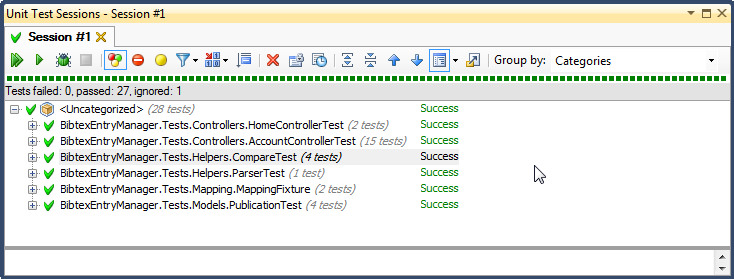 Unit Test Sessions - Session #1
Session #1
Group by: Categories
Tests failed: 0, passed: 27, ignored: 1
<Uncategorized> (28 tests) Success
BibtexEntryManager.Tests.Controllers.HomeControllerTest (2 tests) Success
BibtexEntryManager.Tests.Controllers.AccountControllerTest (15 tests) Success
BibtexEntryManager.Tests.Helpers.CompareTest (4 tests) Success
BibtexEntryManager.Tests.Helpers.ParserTest (1 test) Success
BibtexEntryManager.Tests.Mapping.MappingFixture (2 tests) Success
BibtexEntryManager.Tests.Models.PublicationTest (4 tests) Success